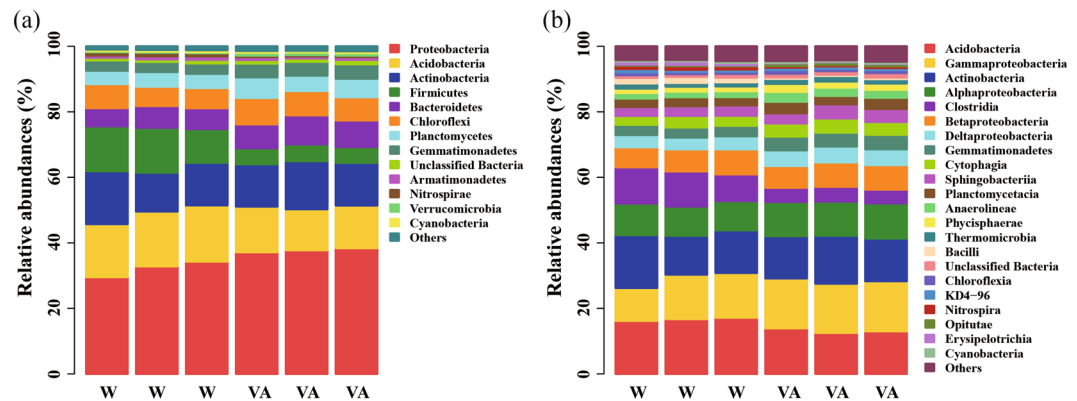 (a)
Relative abundances (%)
100
80
60
40
20
0
W W W VA VA VA
Proteobacteria
Acidobacteria
Actinobacteria
Firmicutes
Bacteroidetes
Chloroflexi
Planctomycetes
Gemmatimonadetes
Unclassified Bacteria
Armatimonadetes
Nitrospirae
Verrucomicrobia
Cyanobacteria
Others
(b)
Relative abundances (%)
100
80
60
40
20
0
W W W VA VA VA
Acidobacteria
Gammaproteobacteria
Actinobacteria
Alphaproteobacteria
Clostridia
Betaproteobacteria
Deltaproteobacteria
Gemmatimonadetes
Cytophagia
Sphingobacteriia
Planctomycetacia
Anaerolineae
Phycisphaerae
Thermomicrobia
Bacilli
Unclassified Bacteria
Chloroflexia
KD4−96
Nitrospira
Opitutae
Erysipelotrichia
Cyanobacteria
Others